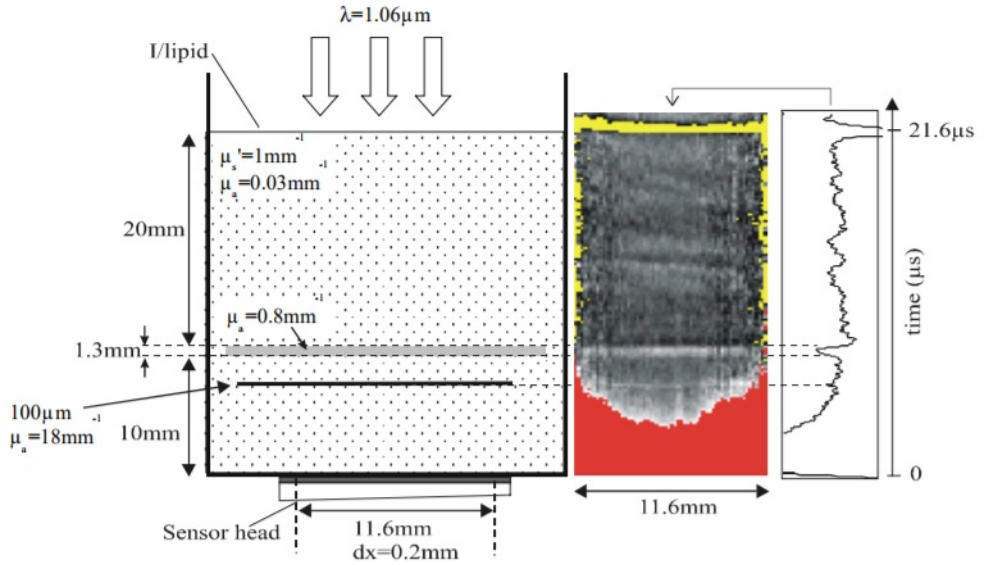 λ=1.06µm
I/lipid
µs'=1mm-1
µa=0.03mm-1
20mm
µa=0.8mm-1
1.3mm
100µm
µa=18mm-1
10mm
Sensor head
11.6mm
dx=0.2mm
11.6mm
21.6µs
time (µs)
0